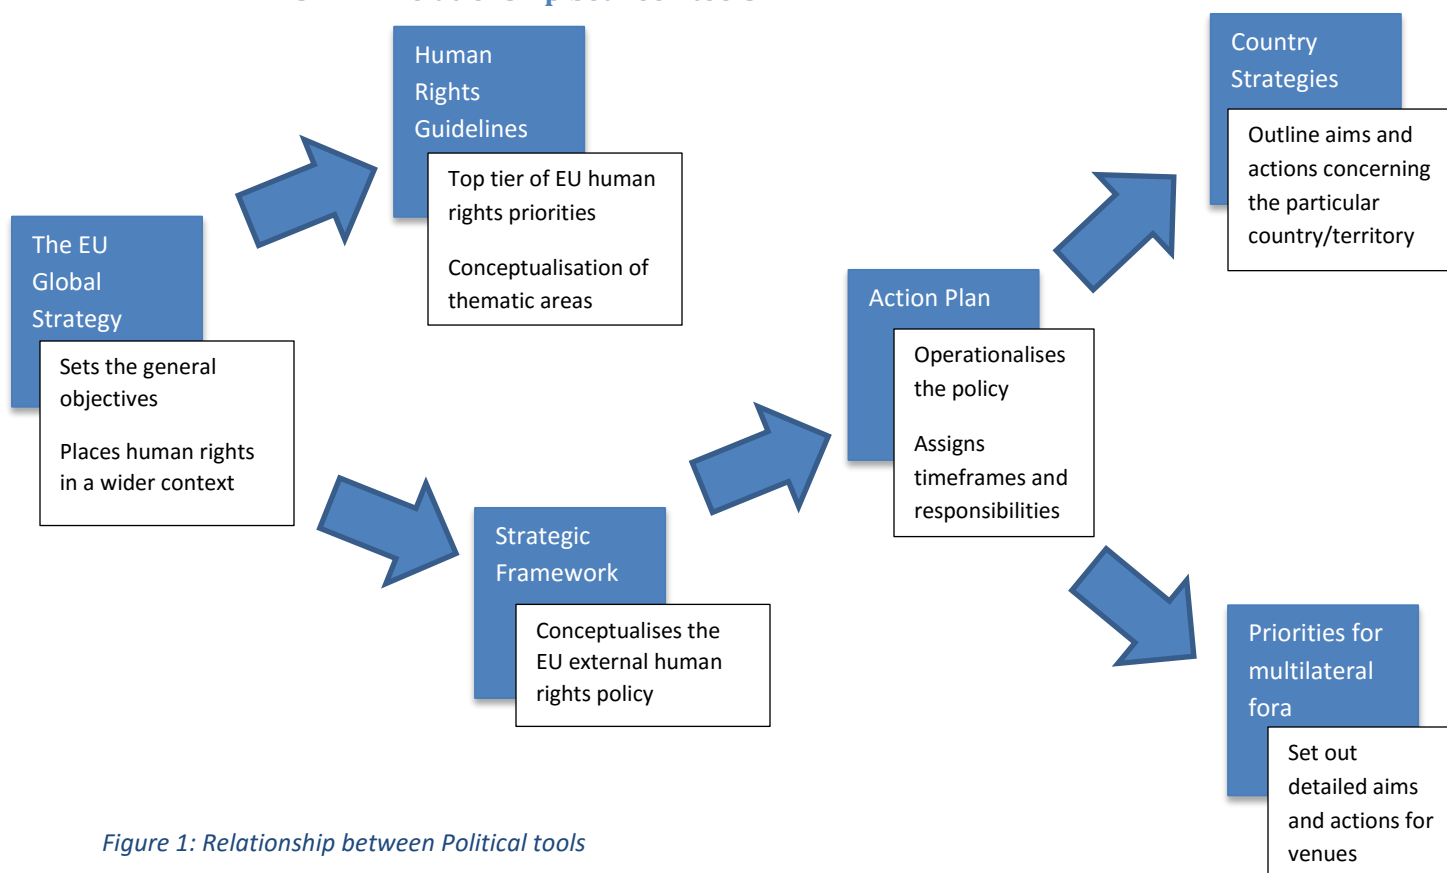 Human
Rights
Guidelines
Top tier of EU human
rights priorities
Conceptualisation of
thematic areas
The EU
Global
Strategy
Sets the general
objectives
Places human rights
in a wider context
Strategic
Framework
Conceptualises the
EU external human
rights policy
Action Plan
Operationalises
the policy
Assigns
timeframes and
responsibilities
Country
Strategies
Outline aims and
actions concerning
the particular
country/territory
Priorities for
multilateral
fora
Set out
detailed aims
and actions for
venues
Figure 1: Relationship between Political tools